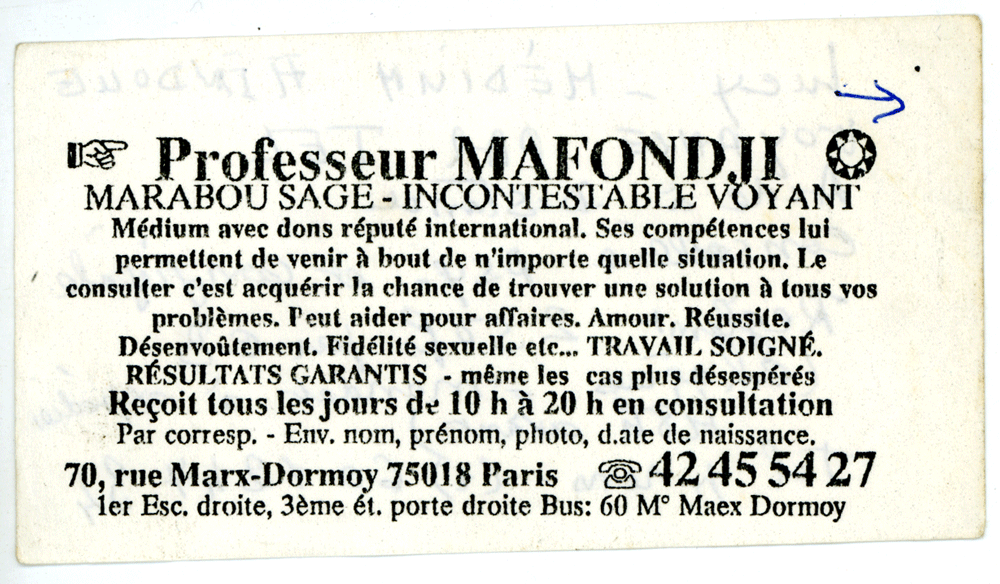 Professeur MAFONDJI
MARABOU SAGE - INCONTESTABLE VOYANT
Médium avec dons réputé international. Ses compétences lui
permettent de venir à bout de n'importe quelle situation. Le
consulter c'est acquérir la chance de trouver une solution à tous vos
problèmes. Peut aider pour affaires. Amour. Réussite.
Désenvoûtement. Fidélité sexuelle etc... TRAVAIL SOIGNÉ.
RÉSULTATS GARANTIS - même les cas plus désespérés
Reçoit tous les jours de 10 h à 20 h en consultation
Par corresp. - Env. nom, prénom, photo, d.ate de naissance.
70, rue Marx-Dormoy 75018 Paris ☏ 42 45 54 27
1er Esc. droite, 3ème ét. porte droite Bus: 60 M° Maex Dormoy